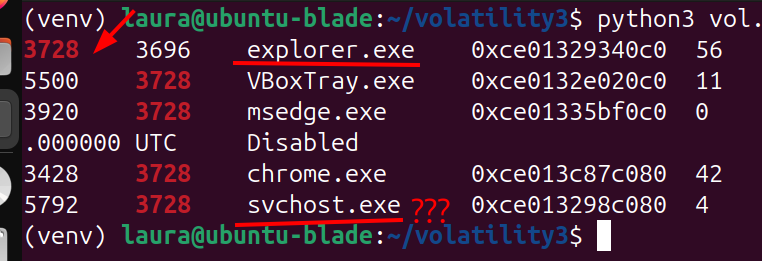 (venv) laura@ubuntu-blade:~/volatility3$ python3 vol.
3728 3696 explorer.exe 0xce01329340c0 56
5500 3728 VBoxTray.exe 0xce0132e020c0 11
3920 3728 msedge.exe 0xce01335bf0c0 0
.000000 UTC Disabled
3428 3728 chrome.exe 0xce013c87c080 42
5792 3728 svchost.exe ??? 0xce013298c080 4
(venv) laura@ubuntu-blade:~/volatility3$